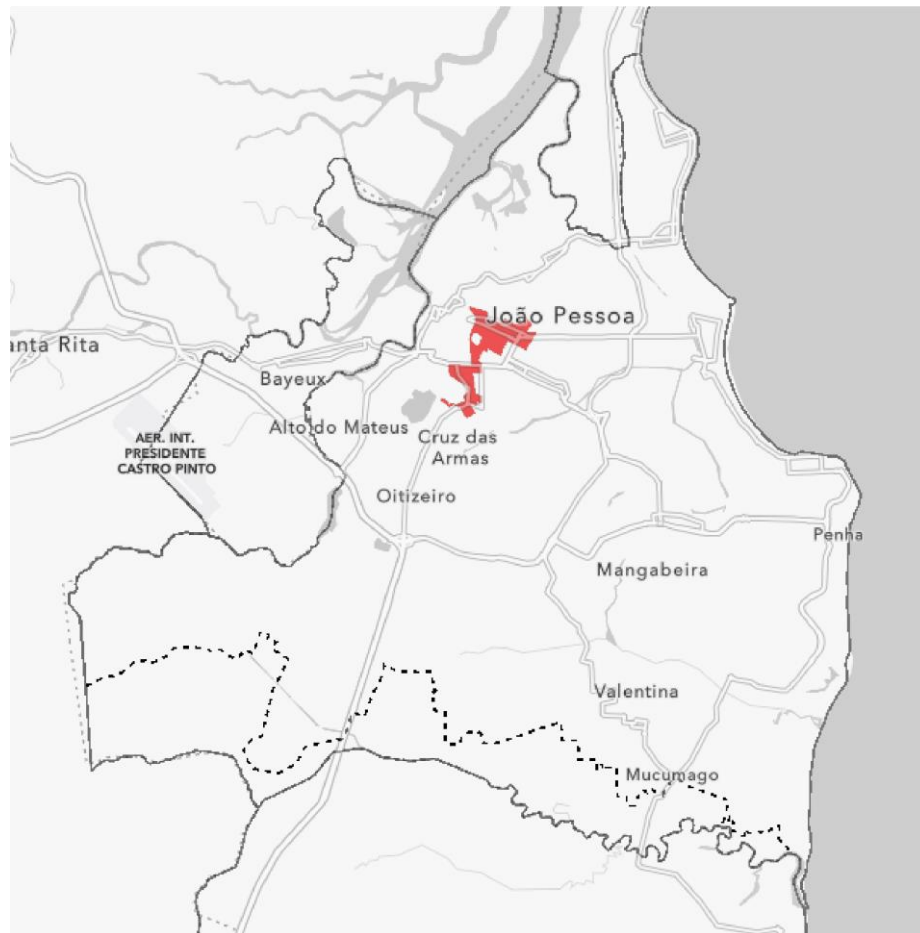 João Pessoa
anta Rita
Bayeux
Alto do Mateus
Cruz das
Armas
AER. INT.
PRESIDENTE
CASTRO PINTO
Oitizeiro
Penha
Mangabeira
Valentina
Mucumago